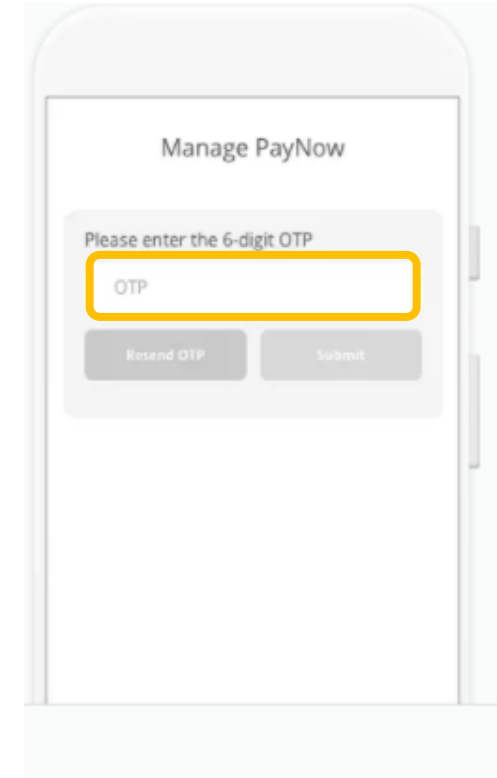 Manage PayNow
Please enter the 6-digit OTP
OTP
Resend OTP
Submit